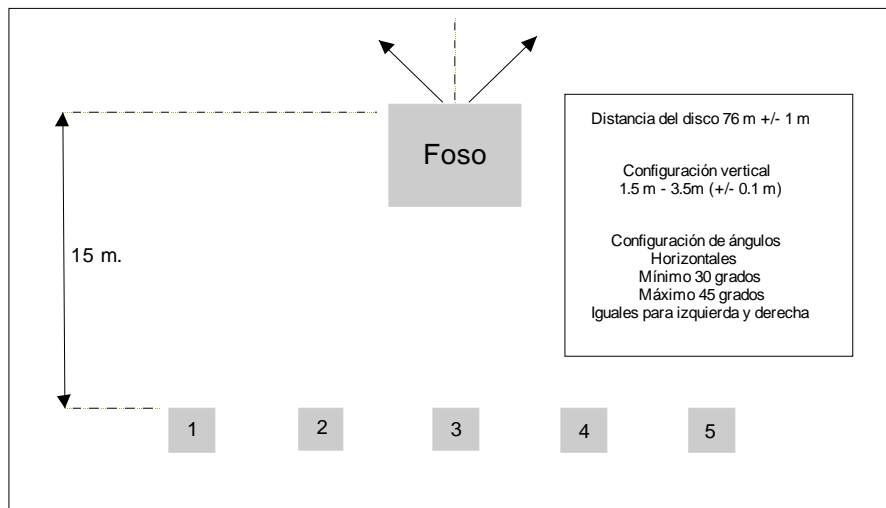 Foso
Distancia del disco 76 m +/- 1 m
Configuración vertical
1.5 m - 3.5m (+/- 0.1 m)
Configuración de ángulos
Horizontales
Mínimo 30 grados
Máximo 45 grados
Iguales para izquierda y derecha
15 m.
1 2 3 4 5